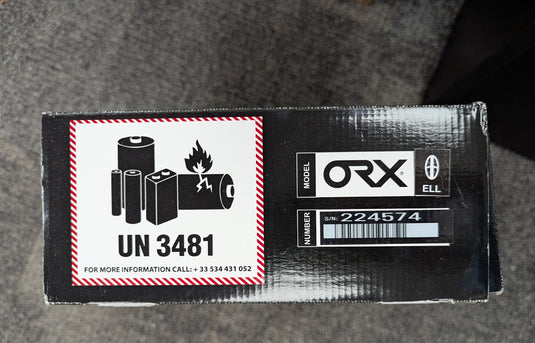 UN 3481
FOR MORE INFORMATION CALL: + 33 534 431 052
MODEL
ORX
ELL
NUMBER
S/N: 224574